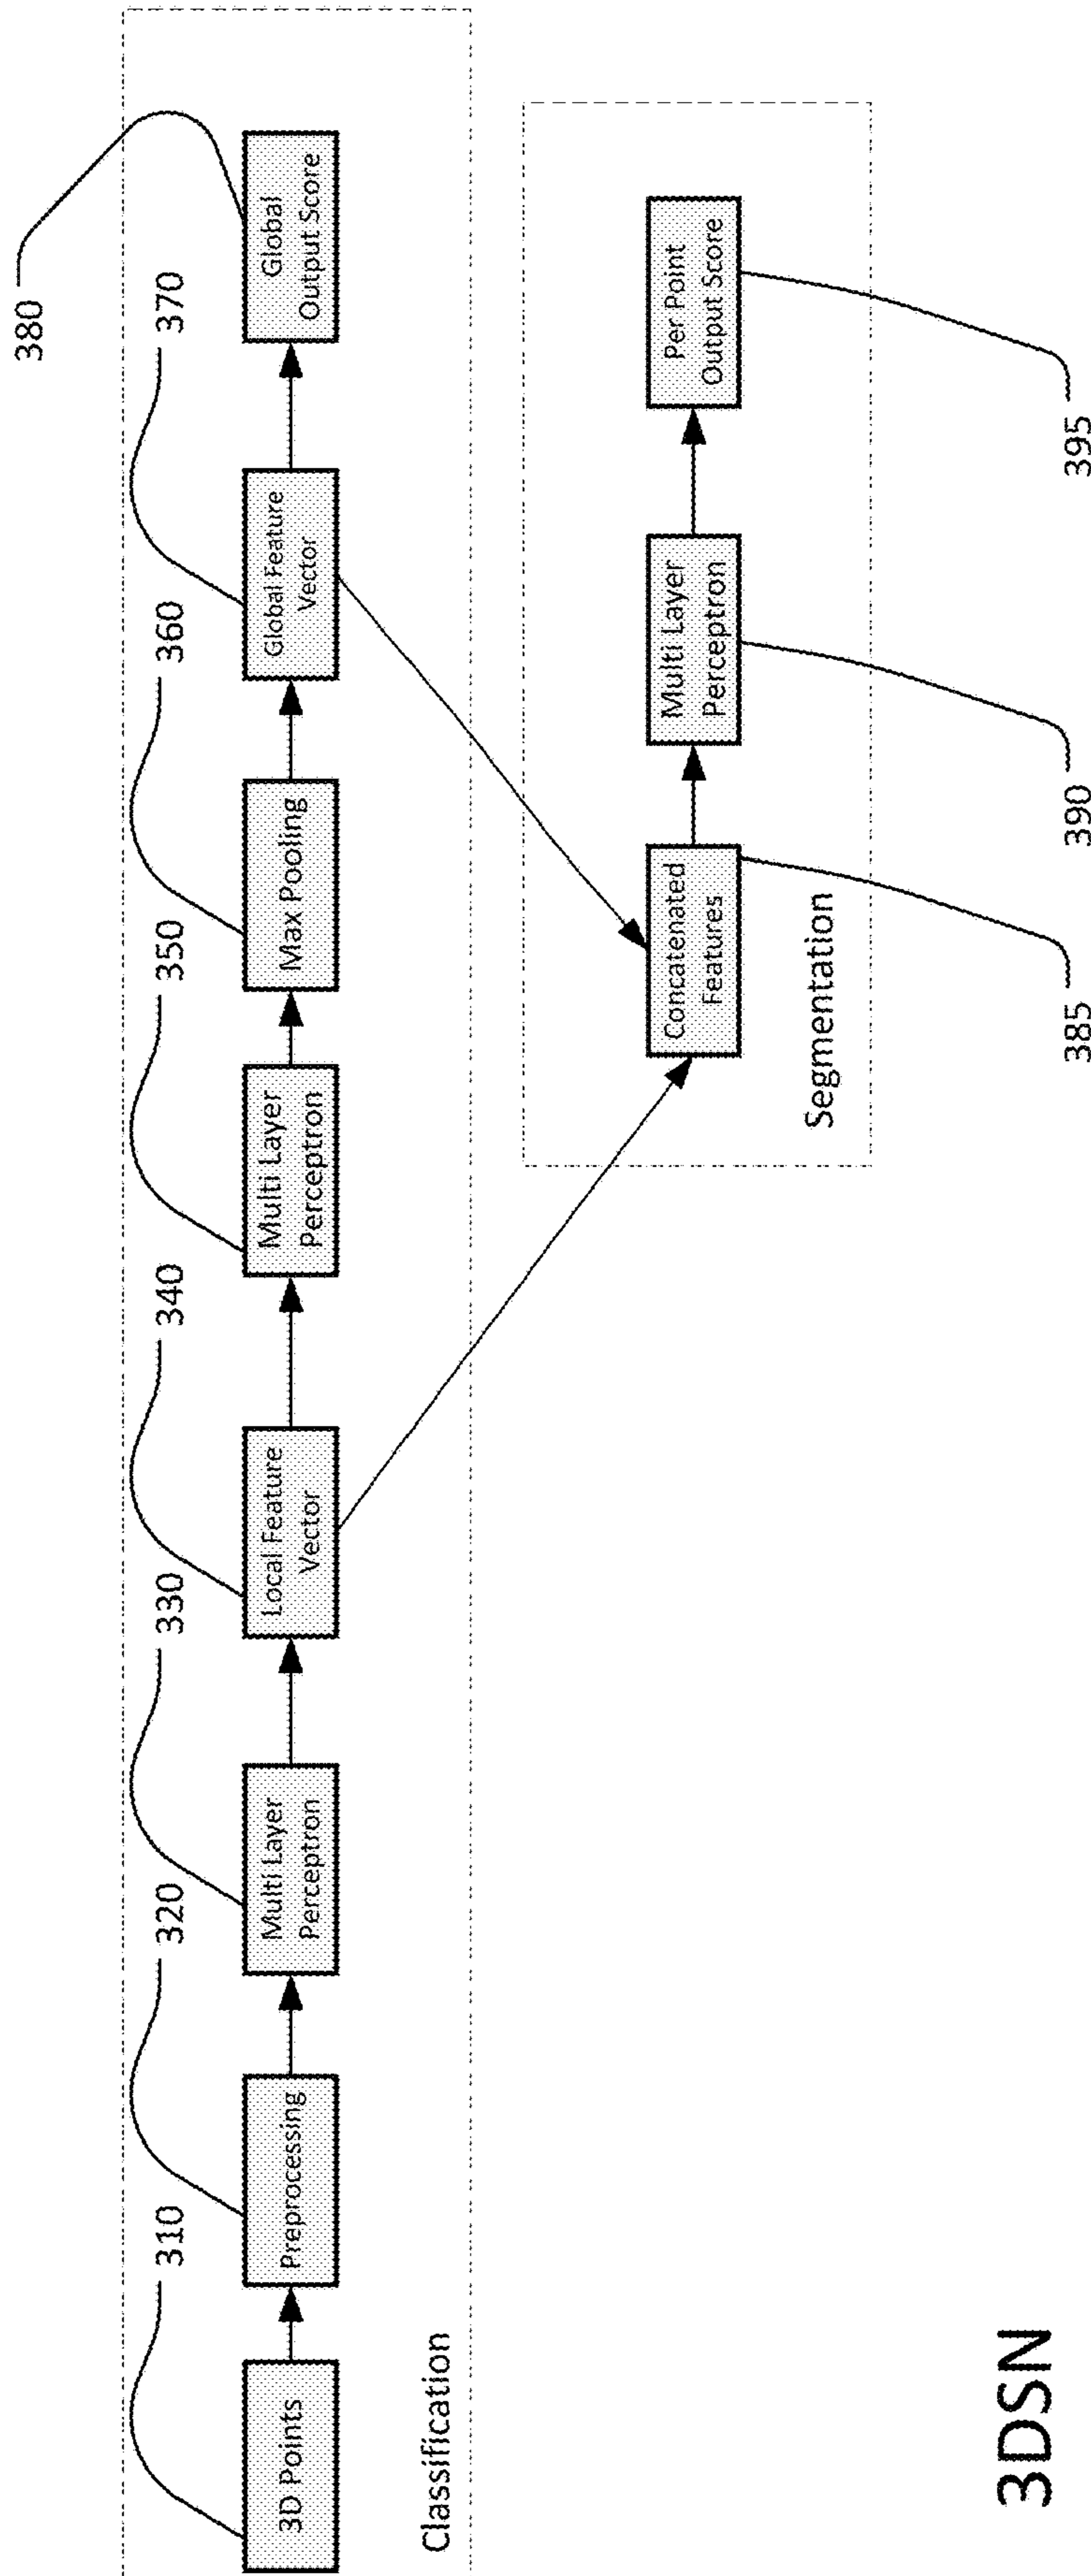 380
310
320
330
340
350
360
370
3D Points
Preprocessing
Multi Layer
Perceptron
Local Feature
Vector
Multi Layer
Perceptron
Max Pooling
Global Feature
Vector
Global
Output Score
Classification
Concatenated
Features
Multi Layer
Perceptron
Per Point
Output Score
Segmentation
385
390
395
3DSN